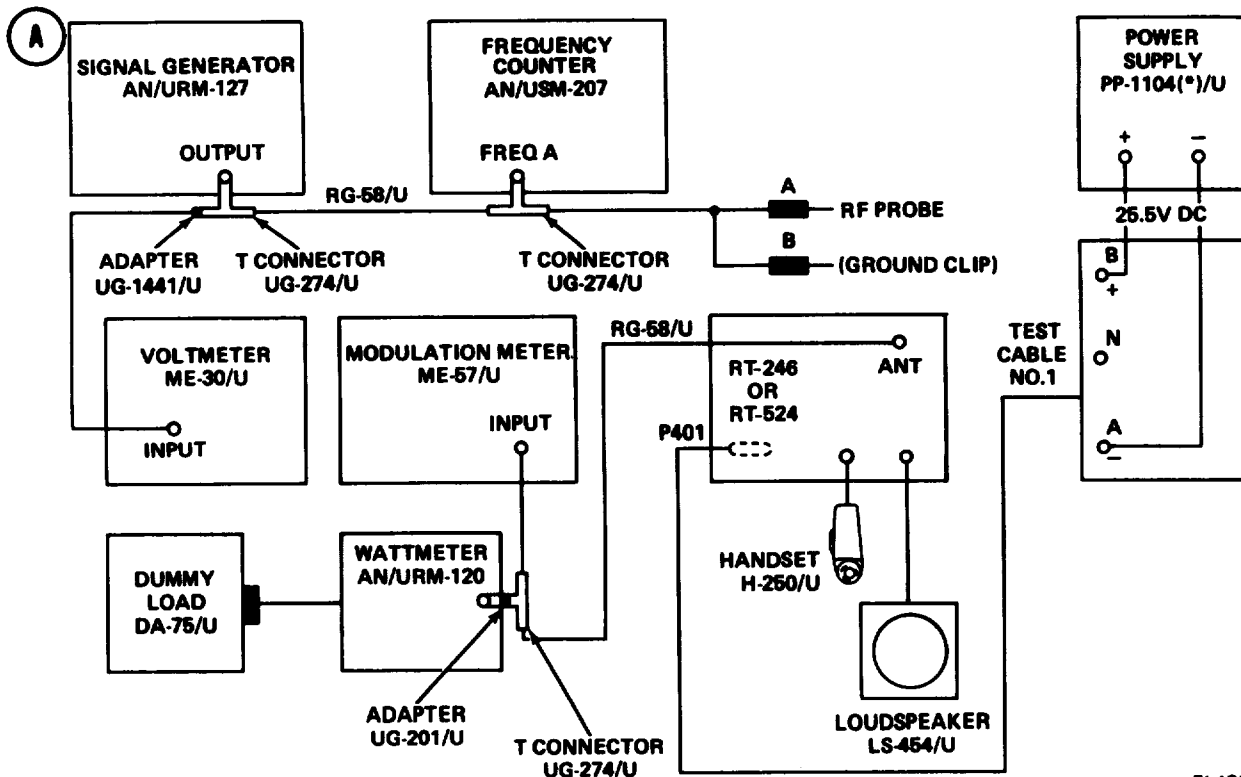 A
SIGNAL GENERATOR
AN/URM-127
OUTPUT
FREQUENCY
COUNTER
AN/USM-207
FREQ A
POWER
SUPPLY
PP-1104(*)/U
+
−
25.5V DC
RG-58/U
A
RF PROBE
B
(GROUND CLIP)
ADAPTER
UG-1441/U
T CONNECTOR
UG-274/U
T CONNECTOR
UG-274/U
B
+
N
A
−
TEST
CABLE
NO.1
VOLTMETER
ME-30/U
INPUT
MODULATION METER
ME-57/U
INPUT
RG-58/U
ANT
RT-246
OR
RT-524
P401
HANDSET
H-250/U
DUMMY
LOAD
DA-75/U
WATTMETER
AN/URM-120
ADAPTER
UG-201/U
T CONNECTOR
UG-274/U
LOUDSPEAKER
LS-454/U